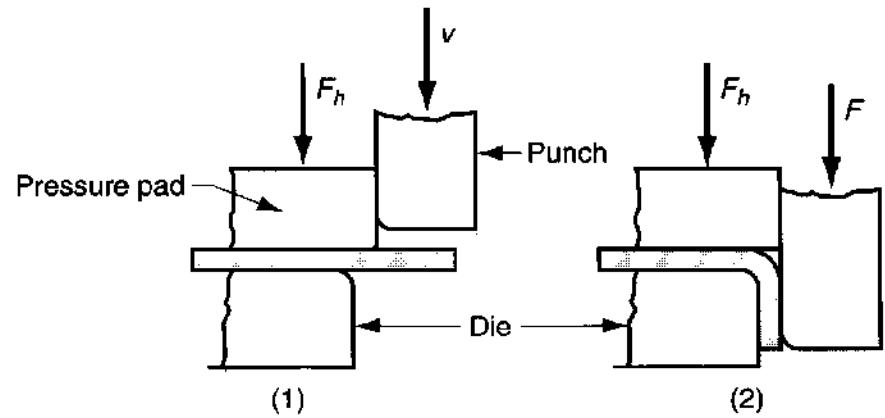 v
F_h
F_h
F
Punch
Pressure pad
Die
(1)
(2)